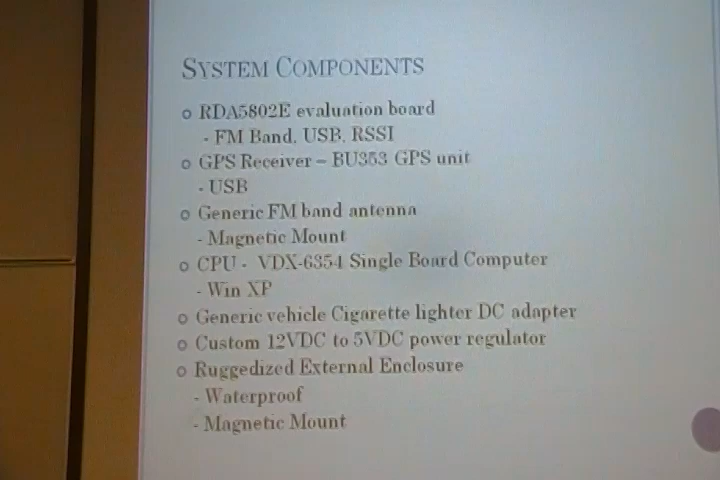 SYSTEM COMPONENTS
○ RDA5802E evaluation board
- FM Band, USB, RSSI
○ GPS Receiver – BU353 GPS unit
- USB
○ Generic FM band antenna
- Magnetic Mount
○ CPU - VDX-6354 Single Board Computer
- Win XP
○ Generic vehicle Cigarette lighter DC adapter
○ Custom 12VDC to 5VDC power regulator
○ Ruggedized External Enclosure
- Waterproof
- Magnetic Mount